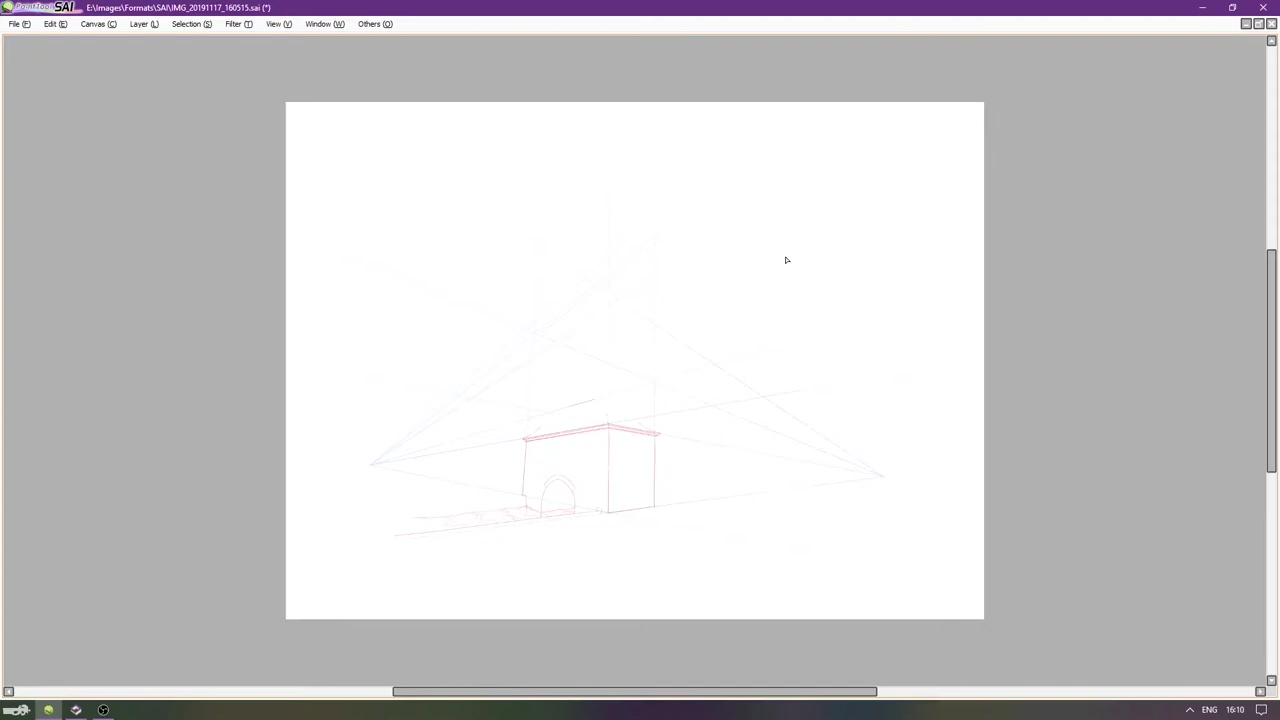 PaintTool SAI E:\Images\Formats\SAI\IMG_20191117_160515.sai (*)
File (F) Edit (E) Canvas (C) Layer (L) Selection (S) Filter (T) View (V) Window (W) Others (O)
ENG 16:10